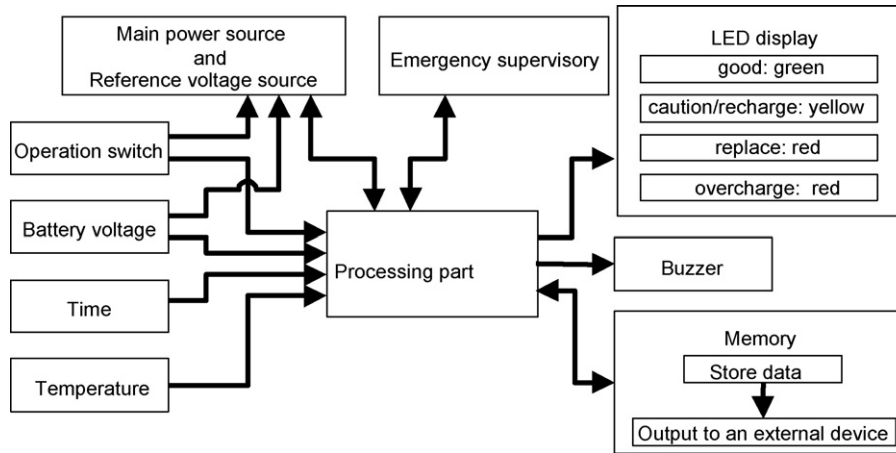 Main power source
and
Reference voltage source
Emergency supervisory
LED display
good: green
caution/recharge: yellow
replace: red
overcharge: red
Operation switch
Battery voltage
Time
Temperature
Processing part
Buzzer
Memory
Store data
Output to an external device